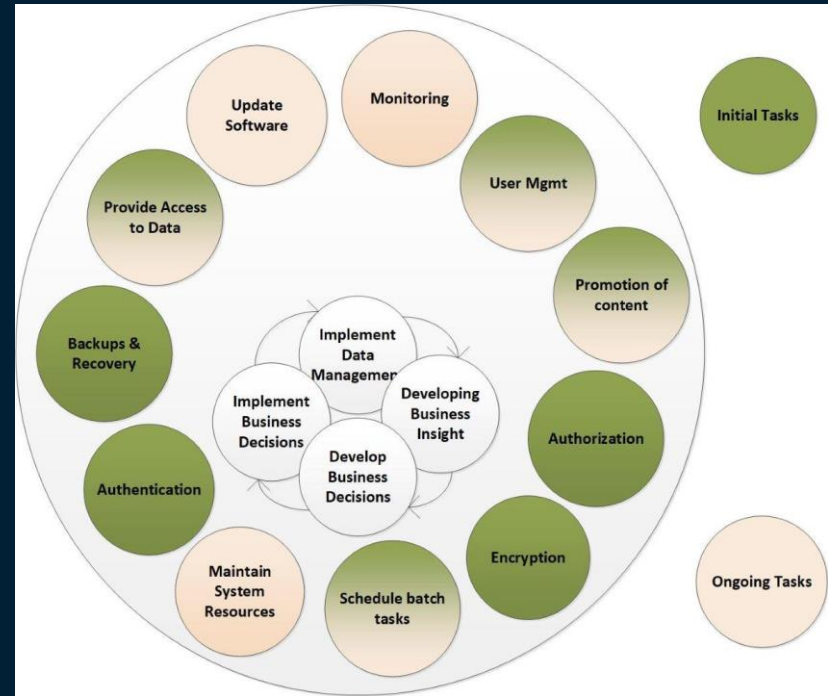 Update
Software
Monitoring
User Mgmt
Provide Access
to Data
Promotion of
content
Backups &
Recovery
Authorization
Authentication
Encryption
Maintain
System
Resources
Schedule batch
tasks
Implement
Data
Management
Developing
Business
Insight
Develop
Business
Decisions
Implement
Business
Decisions
Initial Tasks
Ongoing Tasks